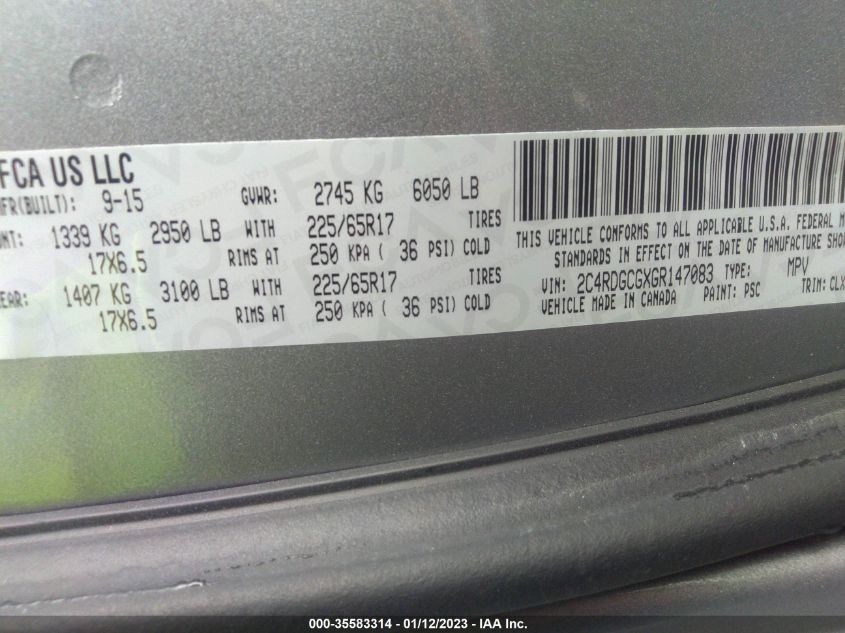 FCA US LLC
MFR(BUILT): 9-15 GVWR: 2745 KG 6050 LB
1339 KG 2950 LB WITH 225/65R17 TIRES
17X6.5 RIMS AT 250 KPA ( 36 PSI) COLD
1407 KG 3100 LB WITH 225/65R17 TIRES
17X6.5 RIMS AT 250 KPA ( 36 PSI) COLD
THIS VEHICLE CONFORMS TO ALL APPLICABLE U.S.A. FEDERAL M
STANDARDS IN EFFECT ON THE DATE OF MANUFACTURE SHO
VIN: 2C4RDGCGXGR147083 TYPE: MPV
VEHICLE MADE IN CANADA PAINT: PSC TRIM: CLX
000-35583314 - 01/12/2023 - IAA Inc.